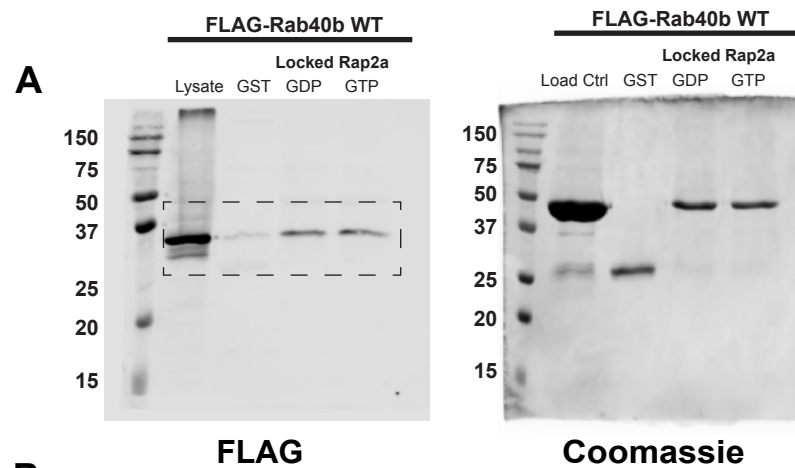 FLAG-Rab40b WT
Locked Rap2a
A
Lysate GST GDP GTP
150
75
50
37
25
20
15
FLAG
FLAG-Rab40b WT
Locked Rap2a
Load Ctrl GST GDP GTP
150
75
50
37
25
20
15
Coomassie